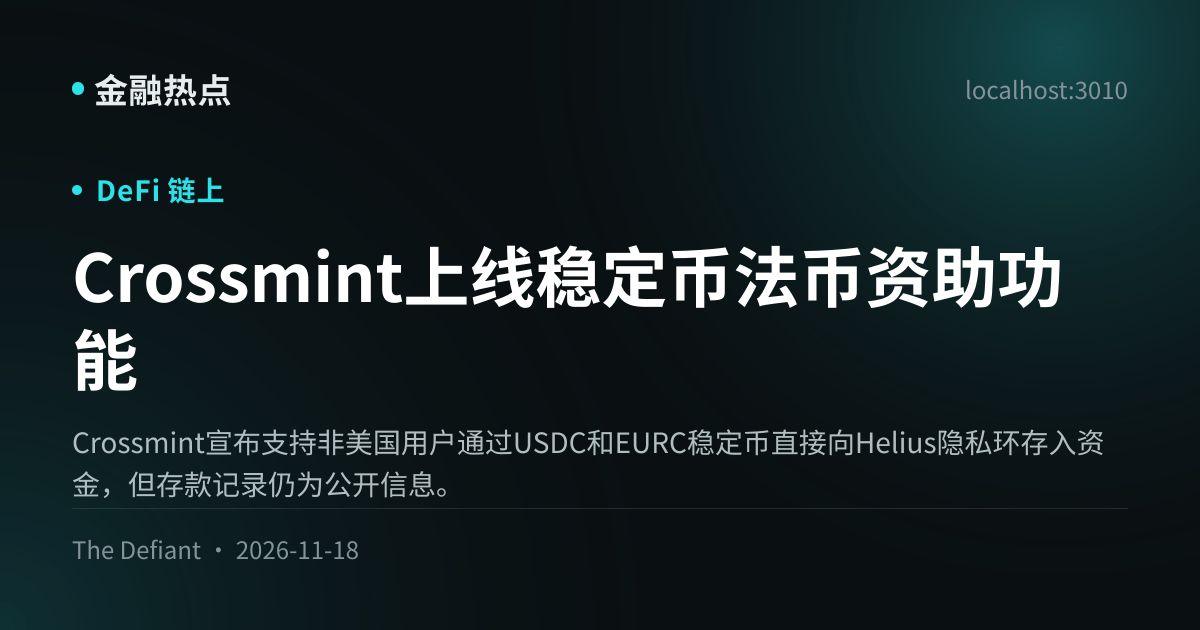 金融热点
localhost:3010
DeFi 链上
Crossmint上线稳定币法币资助功
能
Crossmint宣布支持非美国用户通过USDC和EURC稳定币直接向Helius隐私环存入资
金，但存款记录仍为公开信息。
The Defiant · 2026-11-18